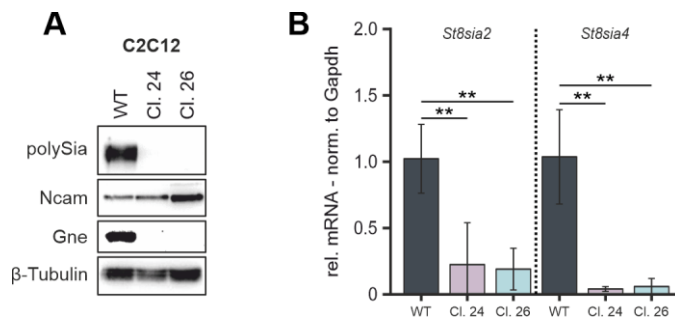 A
C2C12
WT
Cl. 24
Cl. 26
polySia
Ncam
Gne
β-Tubulin
B
St8sia2
St8sia4
rel. mRNA - norm. to Gapdh
2.0
1.5
1.0
0.5
0
**
**
**
**
WT
Cl. 24
Cl. 26
WT
Cl. 24
Cl. 26